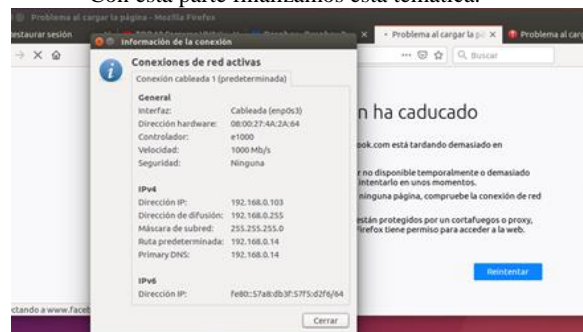 Con esta parte finalizamos esta temática.
Problema al cargar la página - Mozilla Firefox
estaurar sesión
Problema al cargar la pá
Problema al carg
Buscar
Información de la conexión
Conexiones de red activas
Conexión cableada 1 (predeterminada)
General
Interfaz: Cableada (enp0s3)
Dirección hardware: 08:00:27:4A:2A:64
Controlador: e1000
Velocidad: 1000 Mb/s
Seguridad: Ninguna
IPv4
Dirección IP: 192.168.0.103
Dirección de difusión: 192.168.0.255
Máscara de subred: 255.255.255.0
Ruta predeterminada: 192.168.0.14
Primary DNS: 192.168.0.14
IPv6
Dirección IP: fe80::57a8:db3f:57f5:d2f6/64
Cerrar
n ha caducado
ook.com está tardando demasiado en
r no disponible temporalmente o demasiado
intentarlo en unos momentos.
ninguna página, compruebe la conexión de red
están protegidos por un cortafuegos o proxy,
Firefox tiene permiso para acceder a la web.
Reintentar
ctando a www.faceb